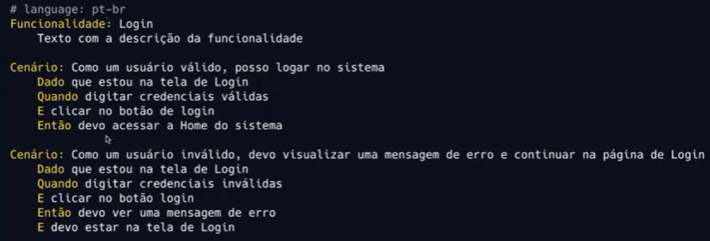 # language: pt-br
Funcionalidade: Login
Texto com a descrição da funcionalidade
Cenário: Como um usuário válido, posso logar no sistema
Dado que estou na tela de Login
Quando digitar credenciais válidas
E clicar no botão de login
Então devo acessar a Home do sistema
Cenário: Como um usuário inválido, devo visualizar uma mensagem de erro e continuar na página de Login
Dado que estou na tela de Login
Quando digitar credenciais inválidas
E clicar no botão login
Então devo ver uma mensagem de erro
E devo estar na tela de Login